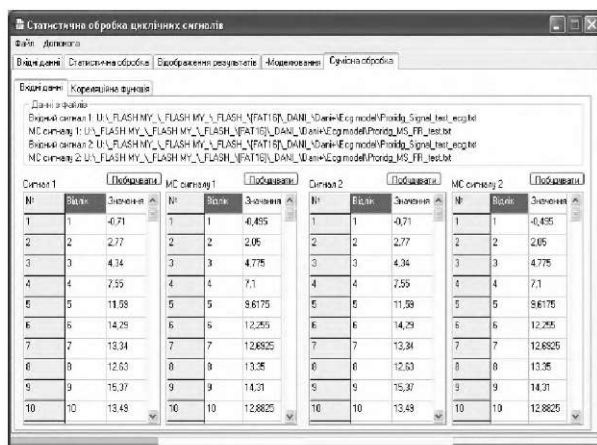 Статистична обробка циклічних сигналів
Файл Допомога
Вхідні данні Статистична обробка Відображення результатів Моделювання Сумісна обробка
Вхідні данні Кореляційна функція
Данні з файлів
Вхідний сигнал 1: U:\_FLASH MY_\_FLASH MY_\_FLASH_\[FAT16]\_DANI_\Dani+\Ecg model\Proridg_Signal_test_ecg.txt
МС сигналу 1: U:\_FLASH MY_\_FLASH MY_\_FLASH_\[FAT16]\_DANI_\Dani+\Ecg model\Proridg_MS_FR_test.txt
Вхідний сигнал 2: U:\_FLASH MY_\_FLASH MY_\_FLASH_\[FAT16]\_DANI_\Dani+\Ecg model\Proridg_Signal_test_ecg.txt
МС сигналу 2: U:\_FLASH MY_\_FLASH MY_\_FLASH_\[FAT16]\_DANI_\Dani+\Ecg model\Proridg_MS_FR_test.txt
Сигнал 1 Побудувати МС сигналу 1 Побудувати Сигнал 2 Побудувати МС сигналу 2 Побудувати
№ Відлік Значення № Відлік Значення № Відлік Значення № Відлік Значення
1 1 -0,71 1 1 -0,495 1 1 -0,71 1 1 -0,495
2 2 2,77 2 2 2,05 2 2 2,77 2 2 2,05
3 3 4,34 3 3 4,775 3 3 4,34 3 3 4,775
4 4 7,55 4 4 7,1 4 4 7,55 4 4 7,1
5 5 11,59 5 5 9,6175 5 5 11,59 5 5 9,6175
6 6 14,29 6 6 12,255 6 6 14,29 6 6 12,255
7 7 13,34 7 7 12,6925 7 7 13,34 7 7 12,6925
8 8 12,63 8 8 13,35 8 8 12,63 8 8 13,35
9 9 15,37 9 9 14,31 9 9 15,37 9 9 14,31
10 10 13,49 10 10 12,8825 10 10 13,49 10 10 12,8825